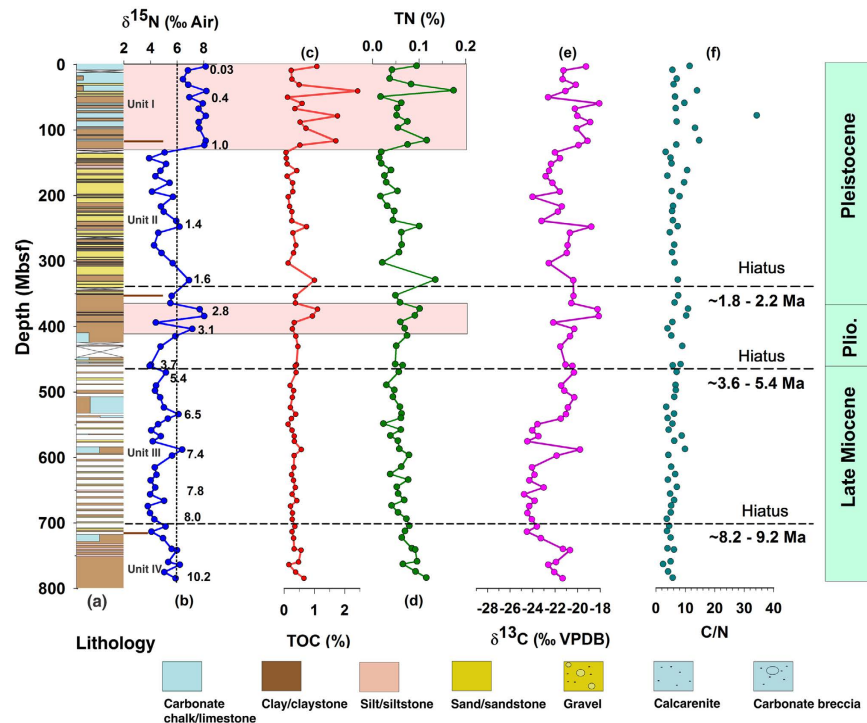 δ15N (‰ Air)
TN (%)
2 4 6 8
0.0 0.1 0.2
(c) (e) (f)
0
100
200
300
400
500
600
700
800
Depth (Mbsf)
Unit I
Unit II
Unit III
Unit IV
0.03
0.4
1.0
1.4
1.6
2.8
3.1
3.7
5.4
6.5
7.4
7.8
8.0
10.2
Hiatus
~1.8 - 2.2 Ma
Hiatus
~3.6 - 5.4 Ma
Hiatus
~8.2 - 9.2 Ma
Pleistocene
Plio.
Late Miocene
(a) (b) (d)
0 1 2
-28 -26 -24 -22 -20 -18
0 10 20 30 40
Lithology
TOC (%)
δ13C (‰ VPDB)
C/N
Carbonate
chalk/limestone
Clay/claystone
Silt/siltstone
Sand/sandstone
Gravel
Calcarenite
Carbonate breccia